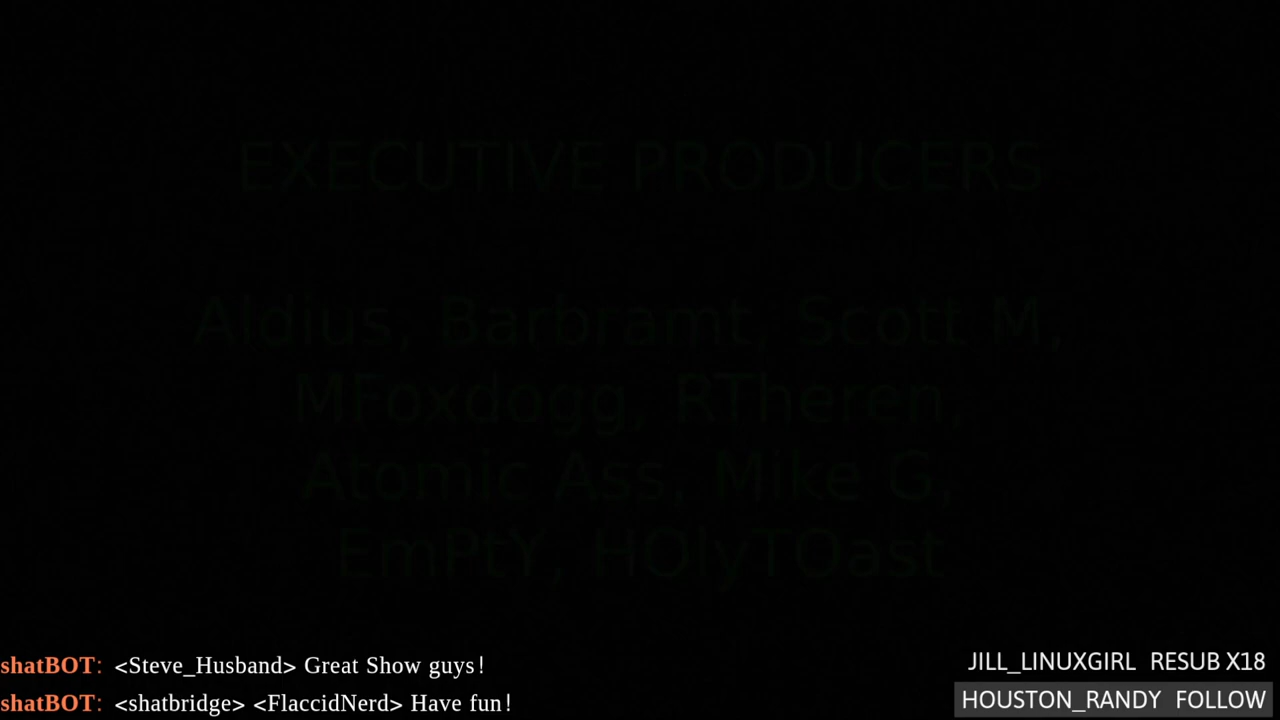 EXECUTIVE PRODUCERS
Aldius, Barbramt, Scott M,
MFoxdogg, RTheren,
Atomic Ass, Mike G,
EmPtY, HOlyTOast
shatBOT: <Steve_Husband> Great Show guys!
shatBOT: <shatbridge> <FlaccidNerd> Have fun!
JILL_LINUXGIRL RESUB X18
HOUSTON_RANDY FOLLOW